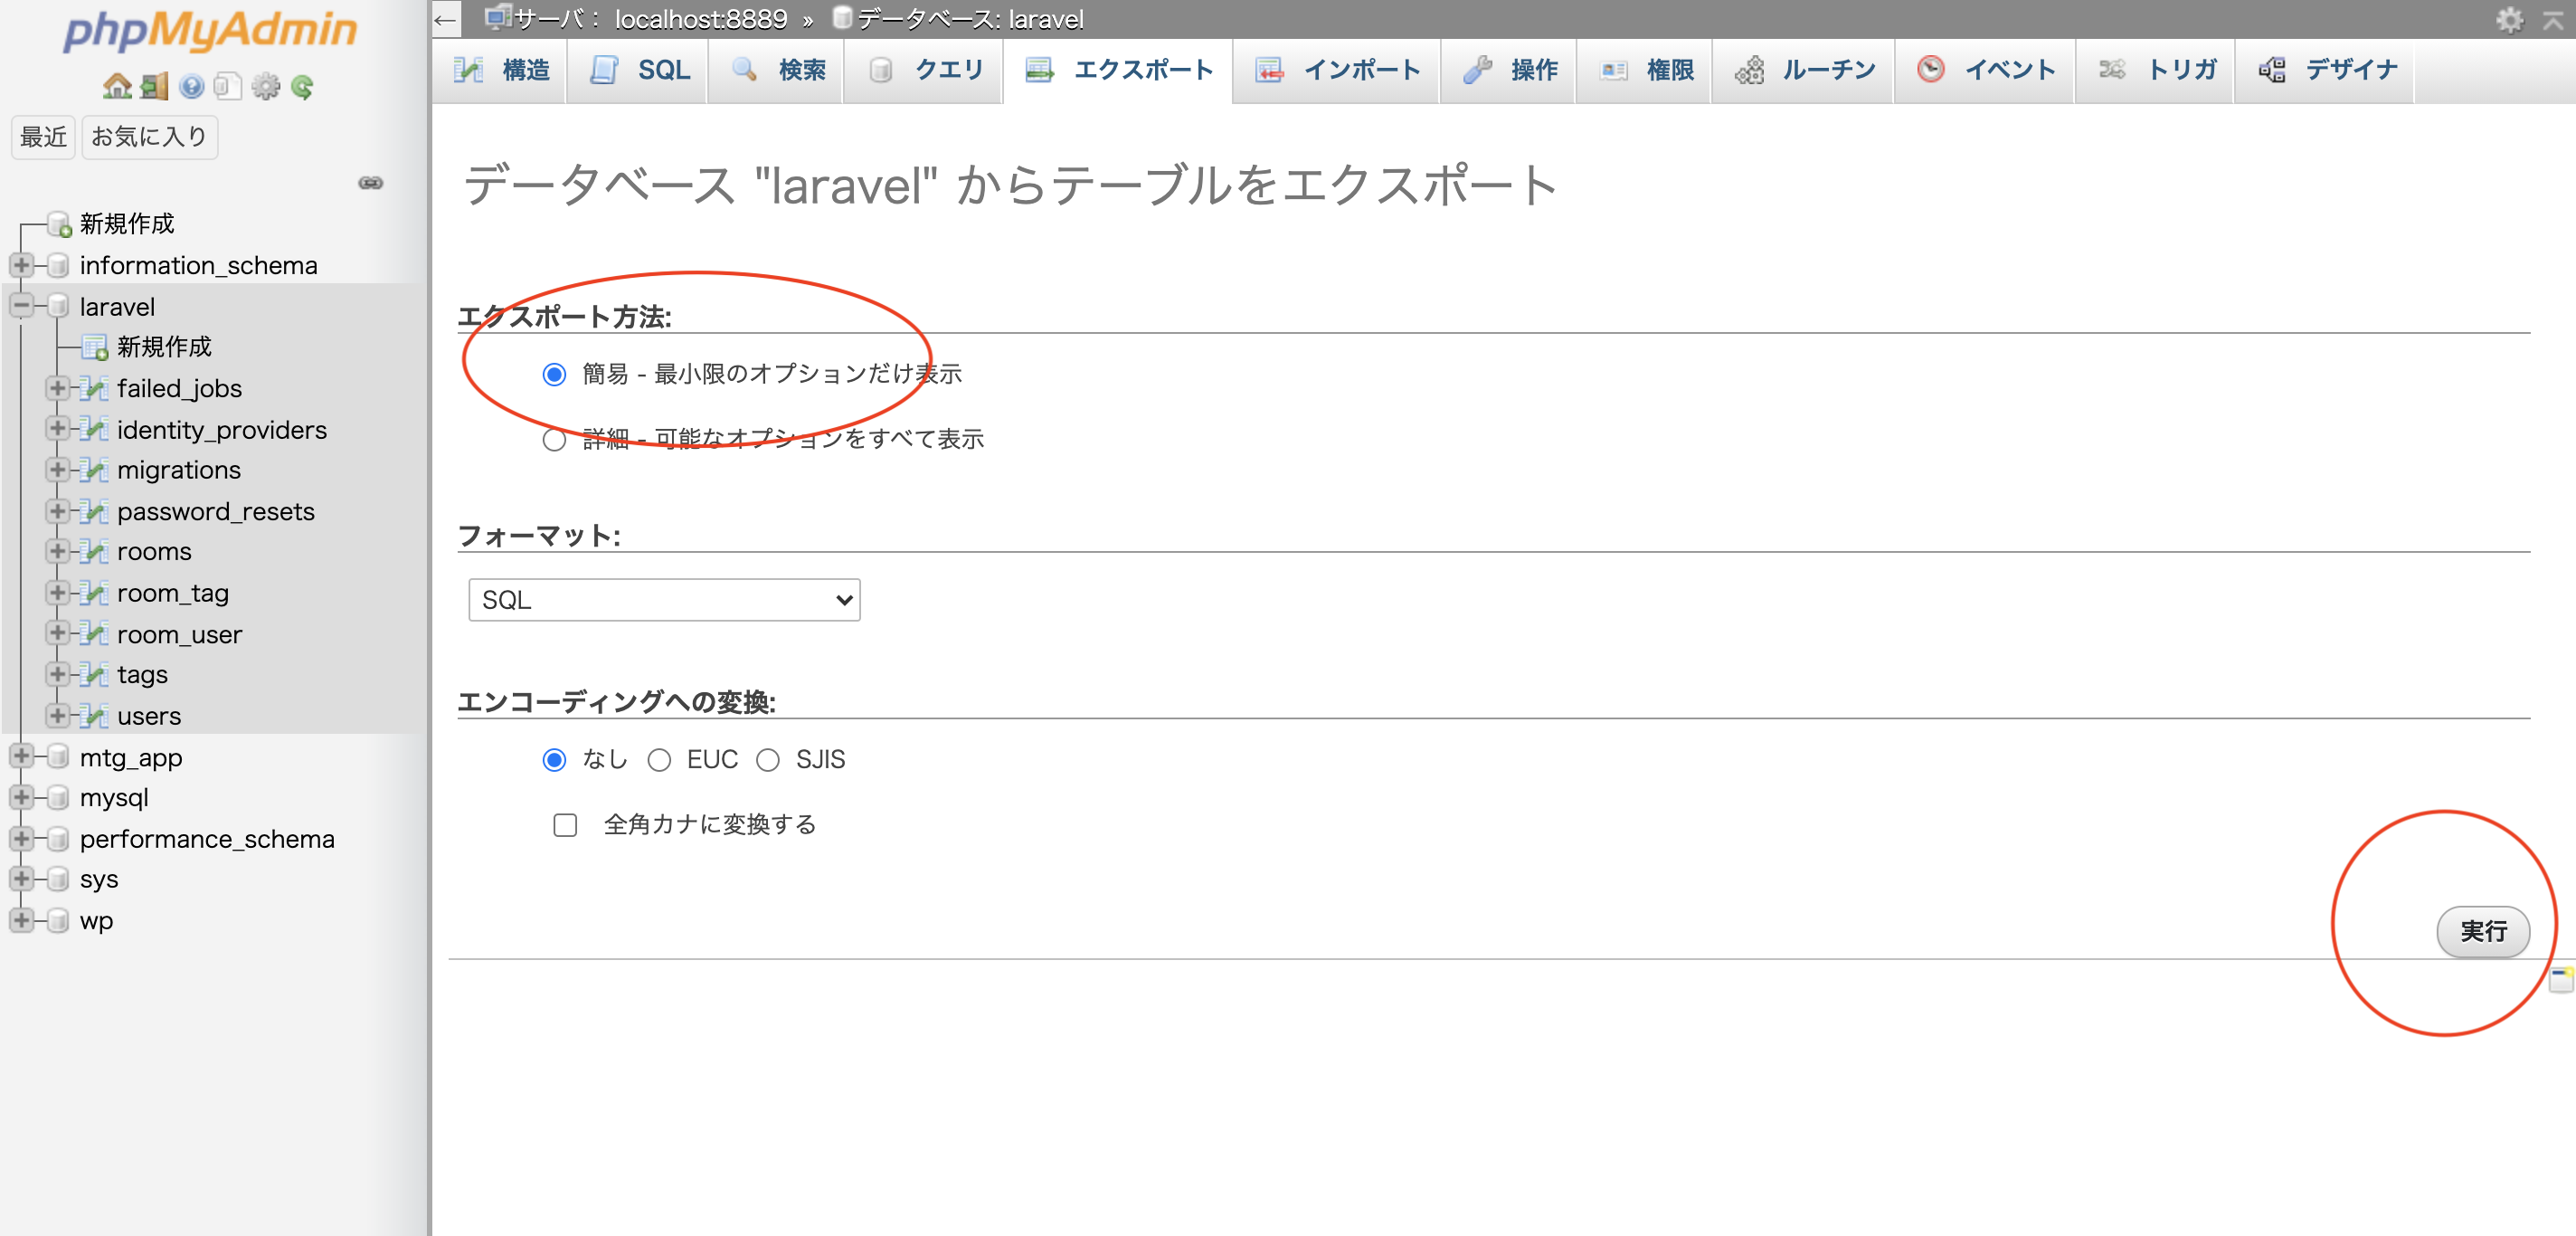 phpMyAdmin
最近 お気に入り
新規作成
information_schema
laravel
新規作成
failed_jobs
identity_providers
migrations
password_resets
rooms
room_tag
room_user
tags
users
mtg_app
mysql
performance_schema
sys
wp
← サーバ： localhost:8889 » データベース: laravel
構造 SQL 検索 クエリ エクスポート インポート 操作 権限 ルーチン イベント トリガ デザイナ
データベース "laravel" からテーブルをエクスポート
エクスポート方法:
簡易 - 最小限のオプションだけ表示
詳細 - 可能なオプションをすべて表示
フォーマット:
SQL
エンコーディングへの変換:
なし EUC SJIS
全角カナに変換する
実行